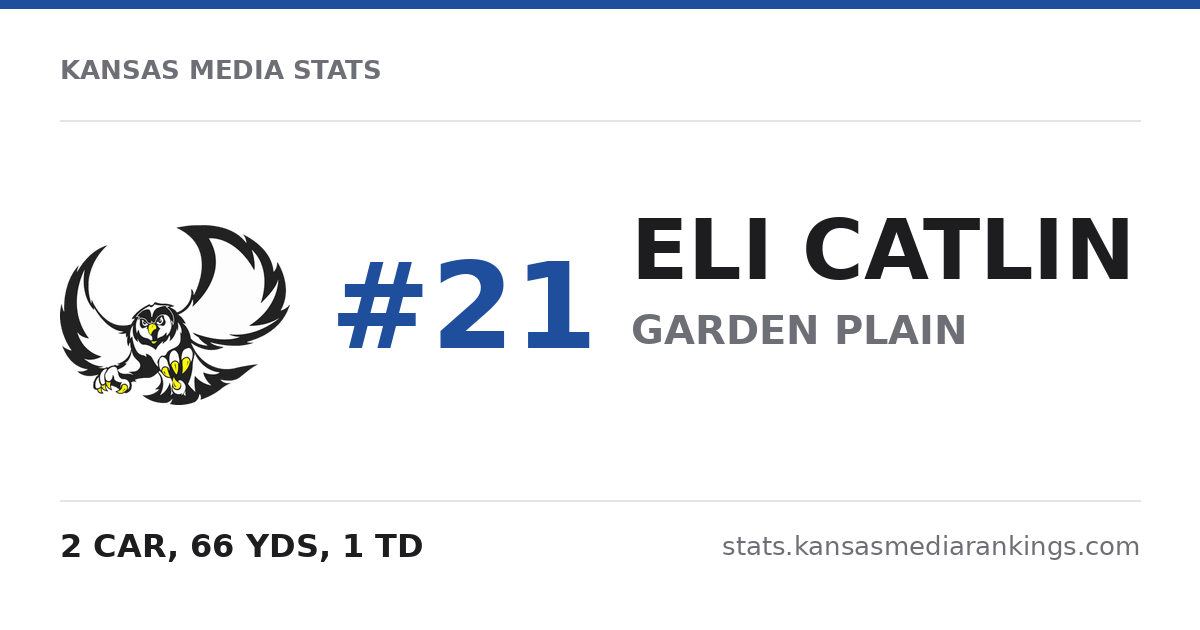 KANSAS MEDIA STATS
#21
ELI CATLIN
GARDEN PLAIN
2 CAR, 66 YDS, 1 TD
stats.kansasmediarankings.com